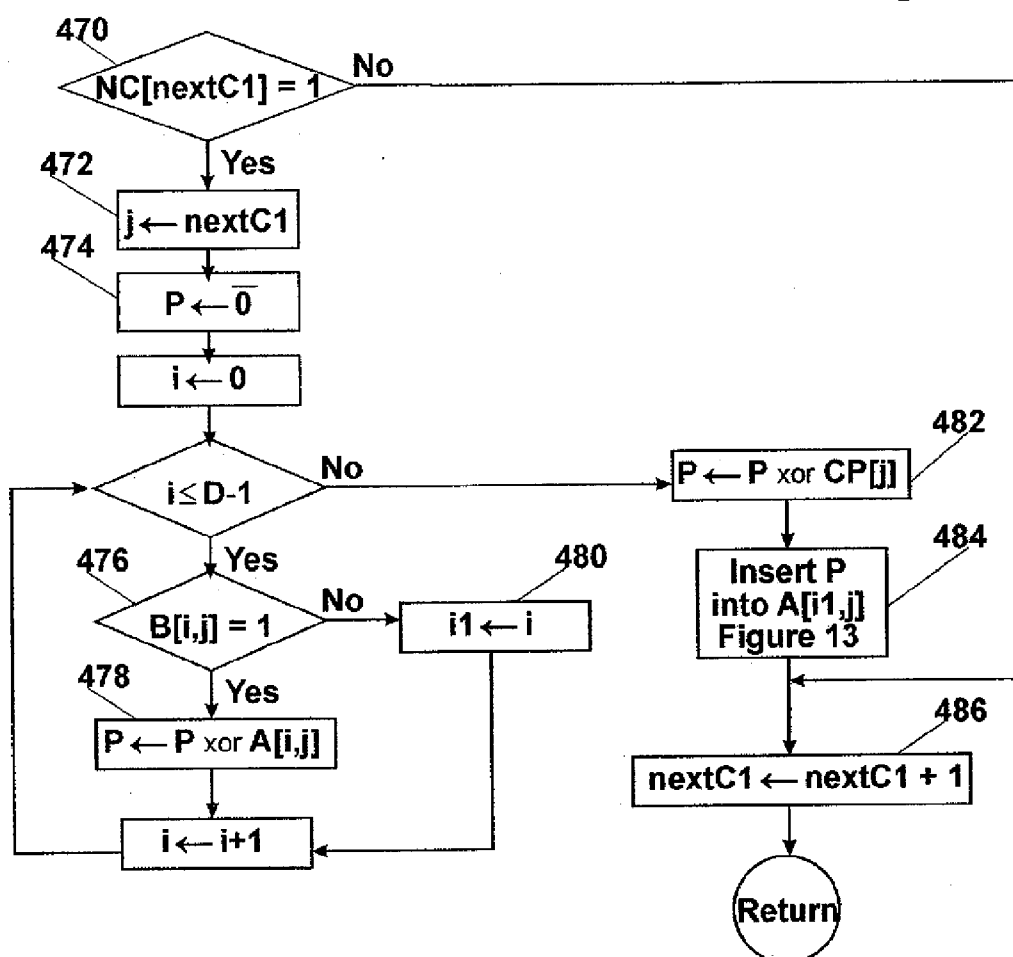 470
NC[nextC1] = 1
No
Yes
472
j ← nextC1
474
P ← 0̅
i ← 0
i ≤ D-1
No
Yes
476
B[i,j] = 1
No
480
i1 ← i
Yes
478
P ← P xor A[i,j]
i ← i+1
482
P ← P xor CP[j]
484
Insert P
into A[i1,j]
Figure 13
486
nextC1 ← nextC1 + 1
Return